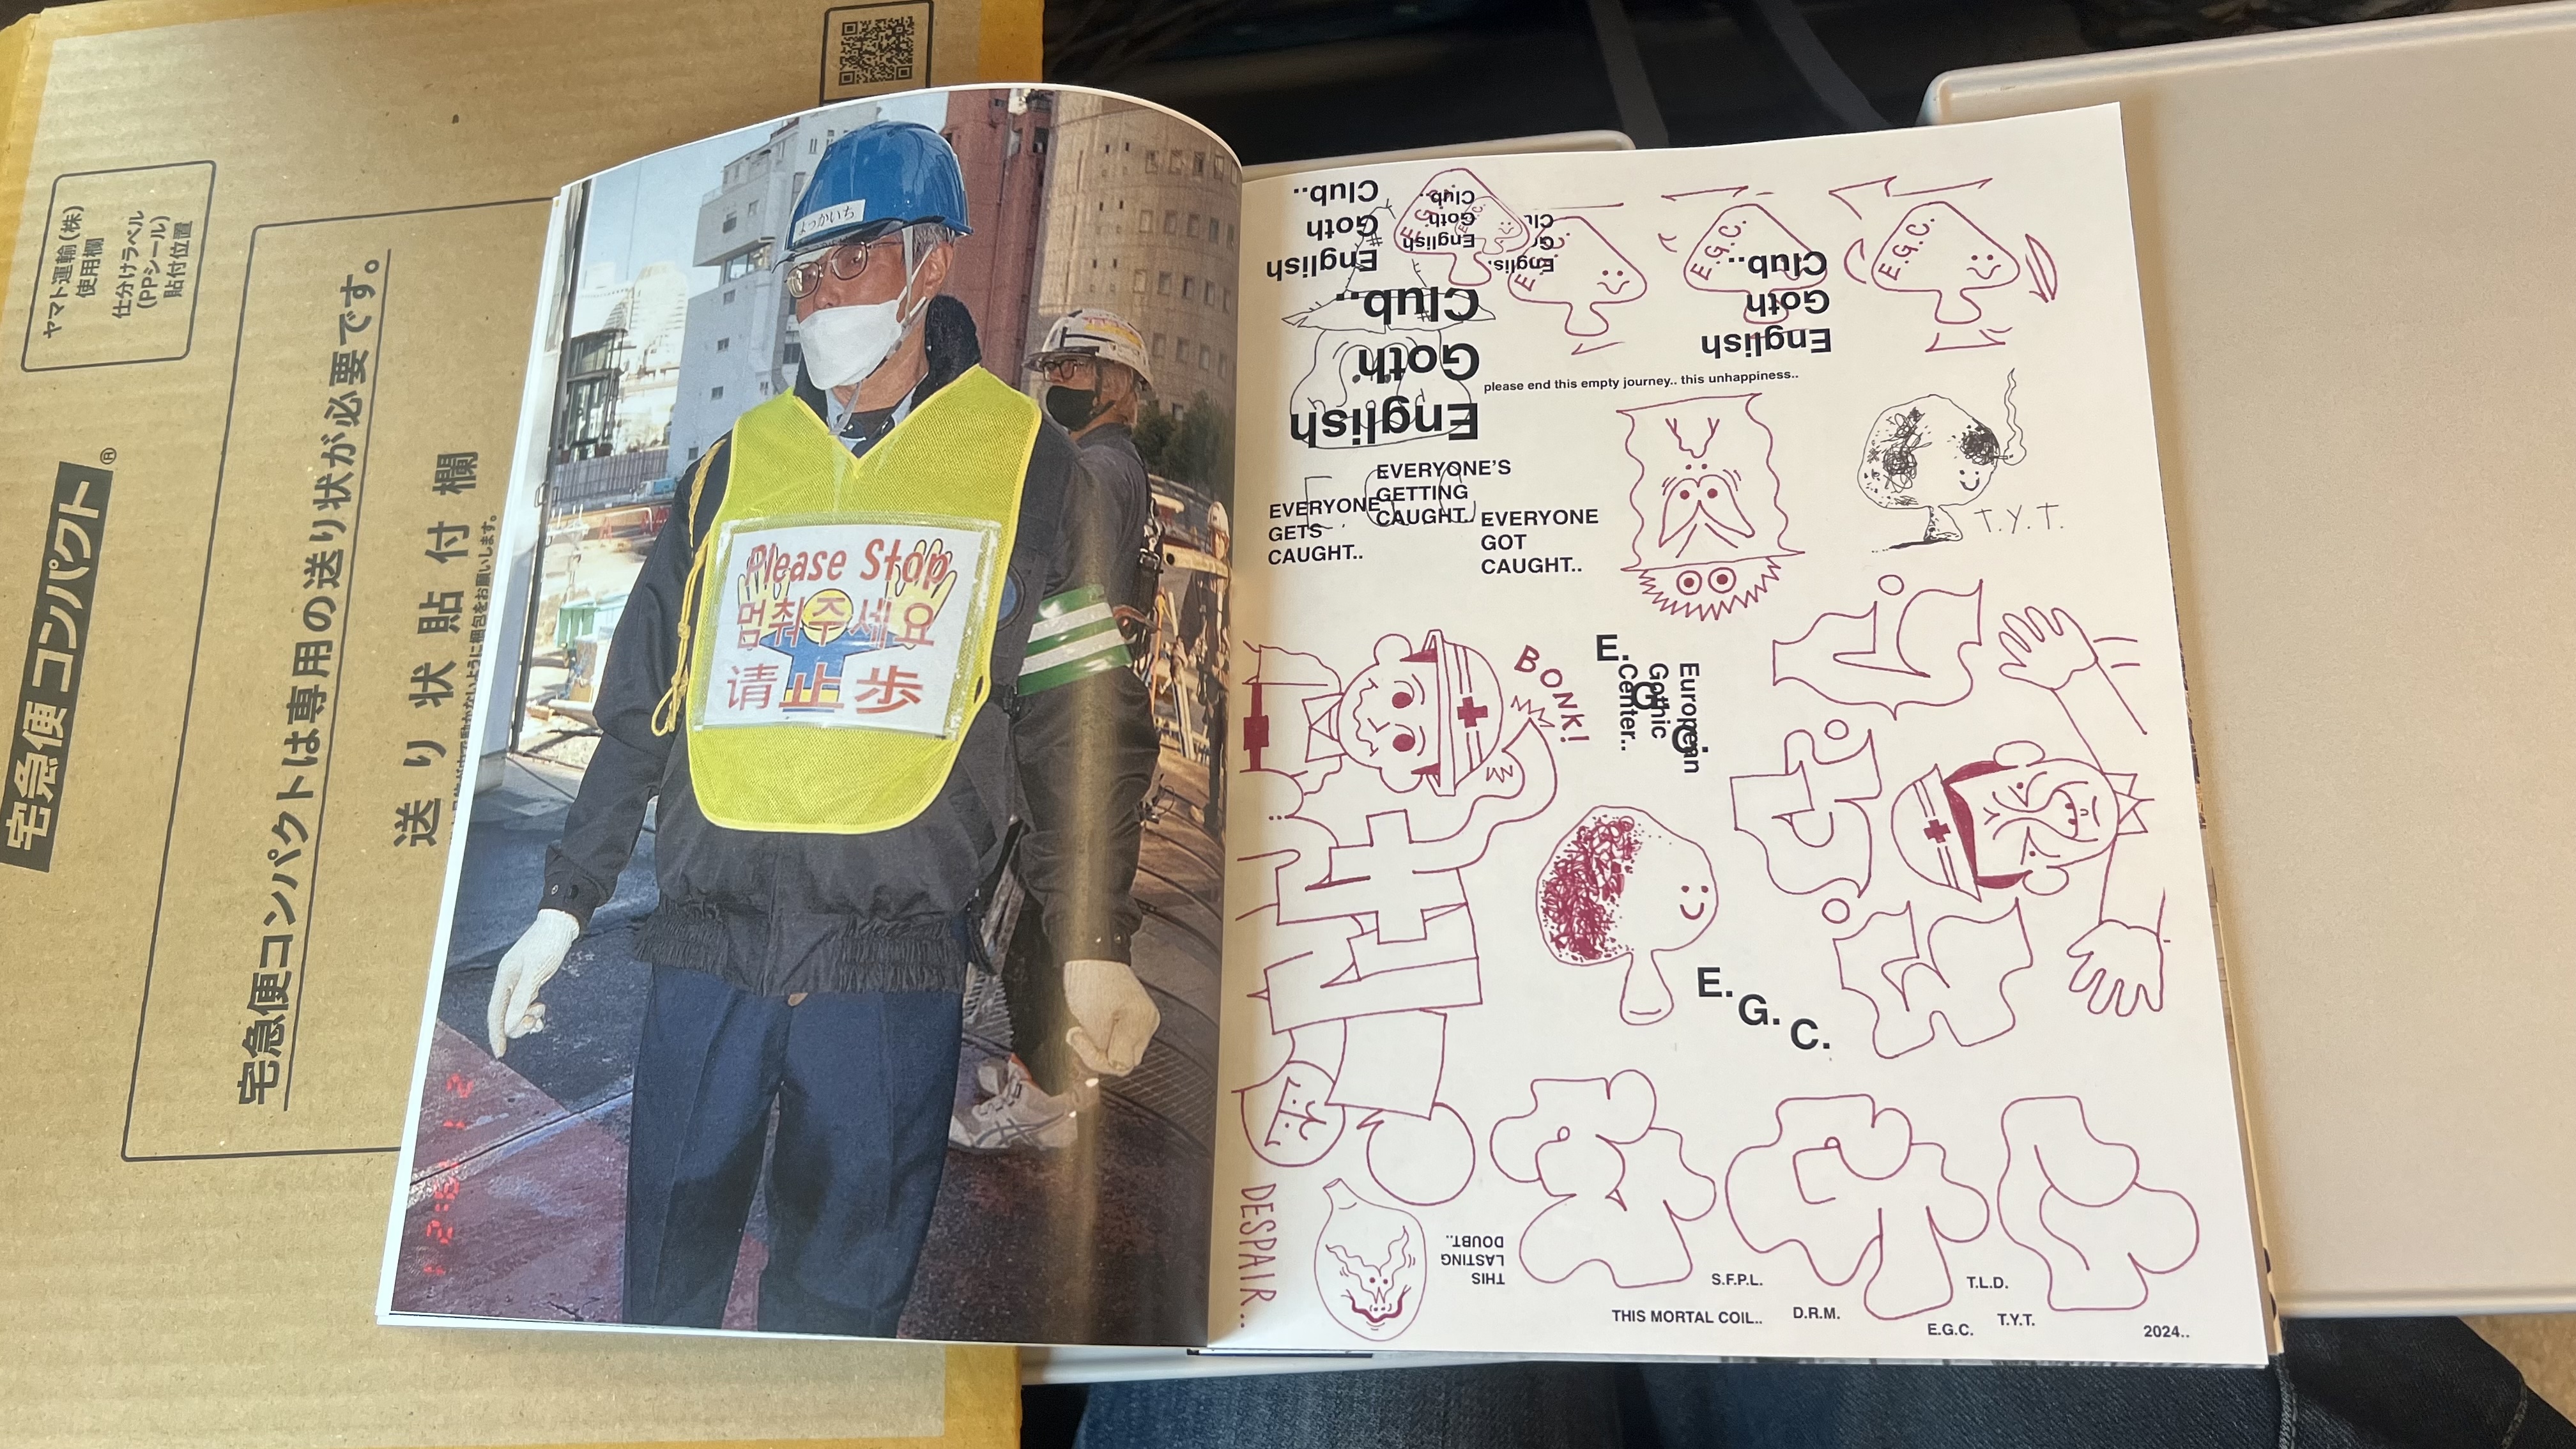 ヤマト運輸(株)
使用欄
仕分けラベル
(PPシール)
貼付位置
宅急便コンパクト®
宅急便コンパクトは専用の送り状が必要です。
送り状貼付欄
よっかいち
Please Stop
멈춰주세요
请止步
English
Goth
Club..
English
Goth
Club..
English
Goth
Club..
English
Goth
Club..
E.G.C.
E.G.C.
E.G.C.
please end this empty journey.. this unhappiness..
EVERYONE
GETS
CAUGHT..
EVERYONE'S
GETTING
CAUGHT..
EVERYONE
GOT
CAUGHT..
T.Y.T.
BONK!
E.
G.
C.
European
Gothic
Center..
E.
G.
C.
DESPAIR..
THIS
LASTING
DOUBT..
S.F.P.L.
THIS MORTAL COIL..
D.R.M.
T.L.D.
E.G.C.
T.Y.T.
2024..